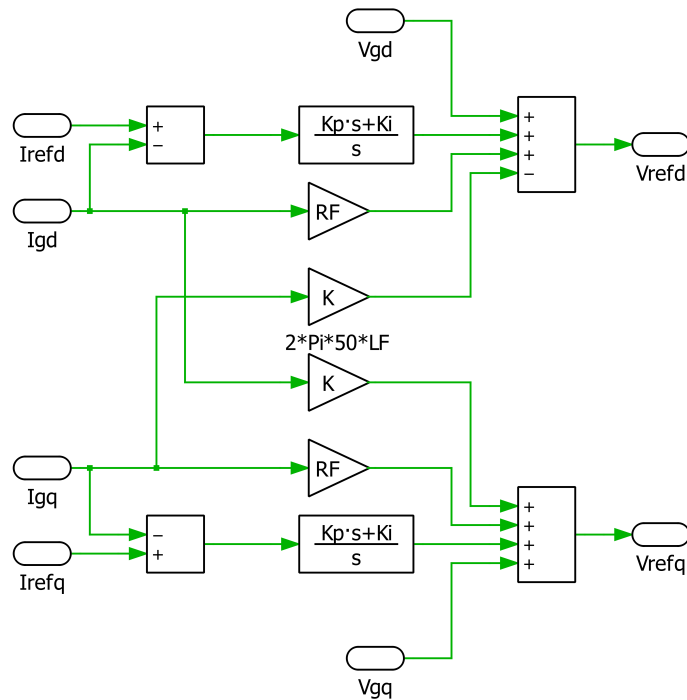 Vgd
Irefd
+
−
Kp·s+Ki
s
+
+
+
−
Vrefd
Igd
RF
K
2*Pi*50*LF
K
Igq
RF
−
+
Kp·s+Ki
s
+
+
+
+
Vrefq
Irefq
Vgq